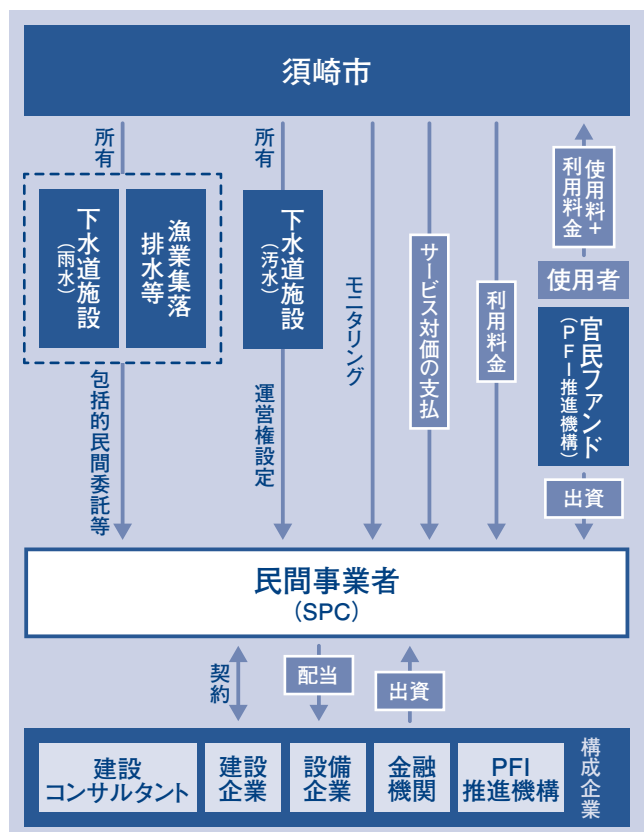 須崎市
所有
下水道施設
（雨水）
漁業集落
排水等
包括的民間委託等
所有
下水道施設
（汚水）
運営権設定
モニタリング
サービス対価の支払
利用料金
使用料+
利用料金
使用者
官民ファンド
（PFI推進機構）
出資
民間事業者
（SPC）
契約
配当
出資
建設
コンサルタント
建設
企業
設備
企業
金融
機関
PFI
推進機構
構成企業